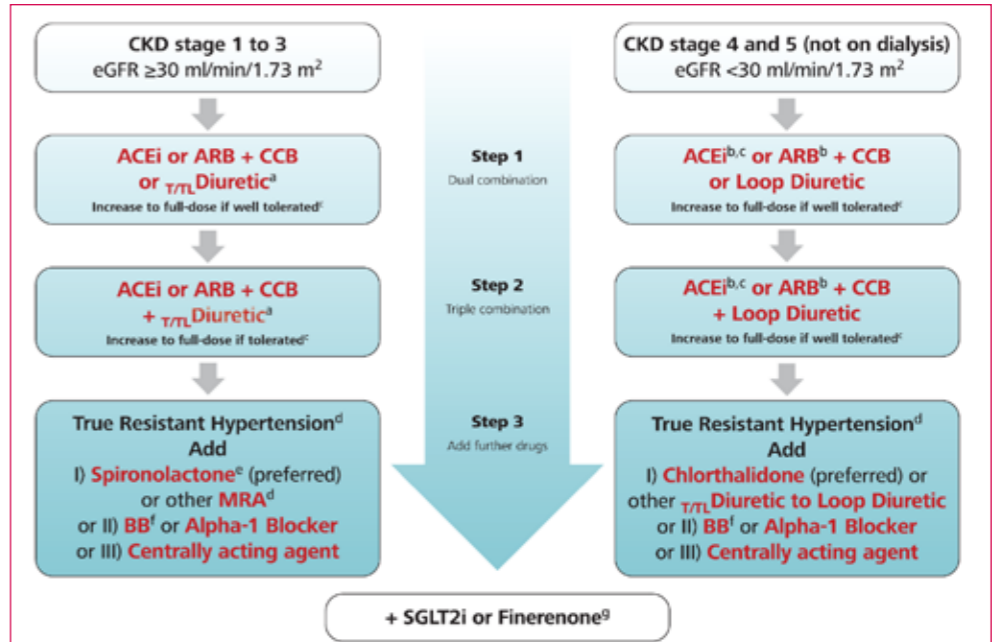 CKD stage 1 to 3
eGFR ≥30 ml/min/1.73 m²
ACEi or ARB + CCB
or T/TLDiureticᵃ
Increase to full-dose if well toleratedᶜ
ACEi or ARB + CCB
+ T/TLDiureticᵃ
Increase to full-dose if toleratedᶜ
True Resistant Hypertensionᵈ
Add
I) Spironolactoneᵉ (preferred)
or other MRAᵈ
or II) BBᶠ or Alpha-1 Blocker
or III) Centrally acting agent
Step 1
Dual combination
Step 2
Triple combination
Step 3
Add further drugs
CKD stage 4 and 5 (not on dialysis)
eGFR <30 ml/min/1.73 m²
ACEiᵇ,ᶜ or ARBᵇ + CCB
or Loop Diuretic
Increase to full-dose if well toleratedᶜ
ACEiᵇ,ᶜ or ARBᵇ + CCB
+ Loop Diuretic
Increase to full-dose if well toleratedᶜ
True Resistant Hypertensionᵈ
Add
I) Chlorthalidone (preferred) or
other T/TLDiuretic to Loop Diuretic
or II) BBᶠ or Alpha-1 Blocker
or III) Centrally acting agent
+ SGLT2i or Finerenoneᵍ